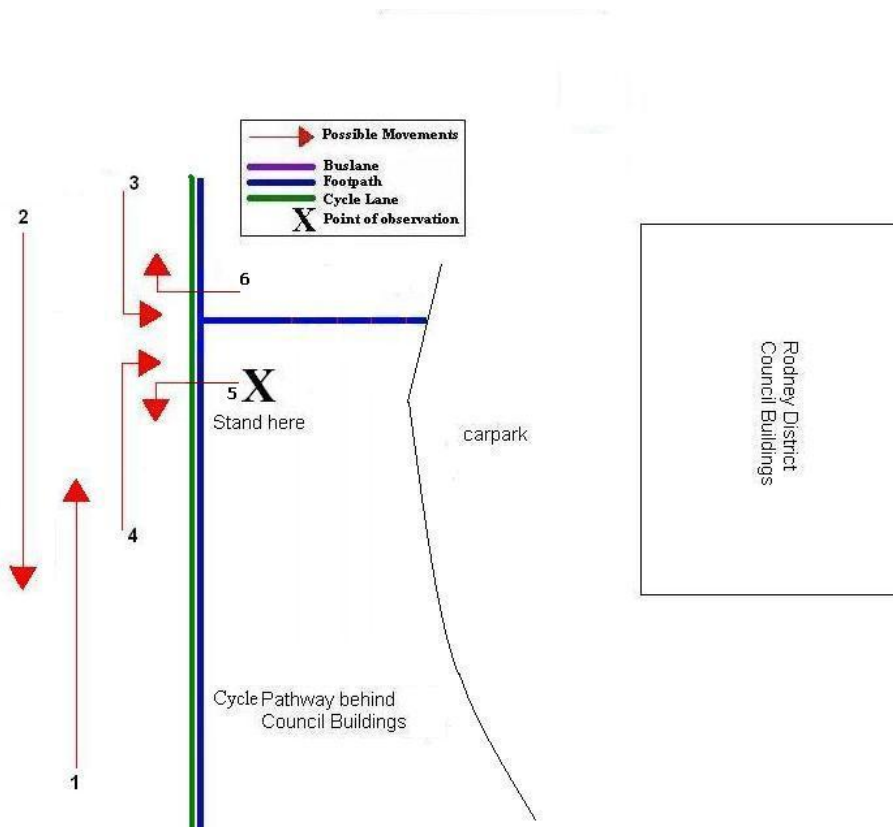 Possible Movements
Buslane
Footpath
Cycle Lane
X Point of observation
3
2
6
5 X
Stand here
carpark
Rodney District
Council Buildings
4
Cycle Pathway behind
Council Buildings
1